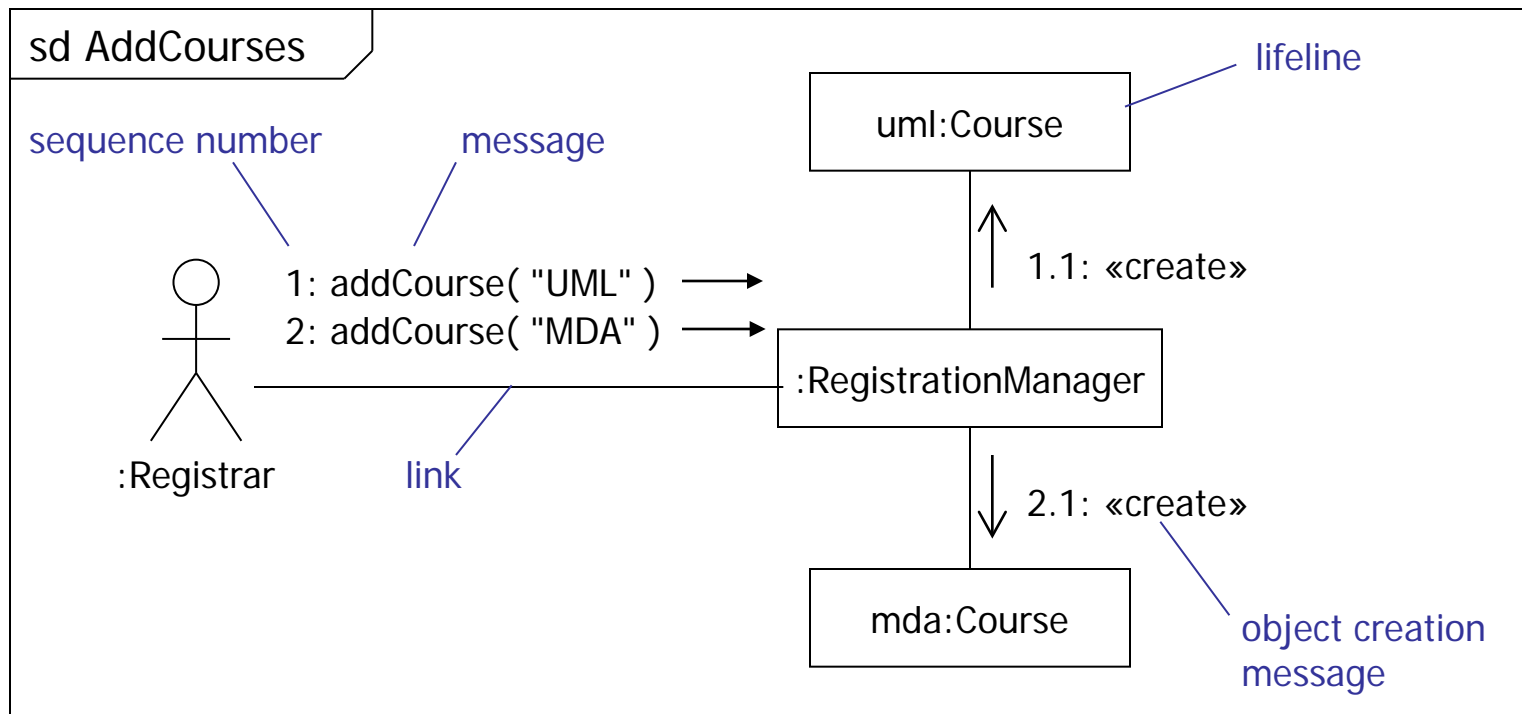 sd AddCourses
lifeline
uml:Course
sequence number
message
1: addCourse( "UML" )
1.1: «create»
2: addCourse( "MDA" )
:RegistrationManager
:Registrar
link
2.1: «create»
mda:Course
object creation
message